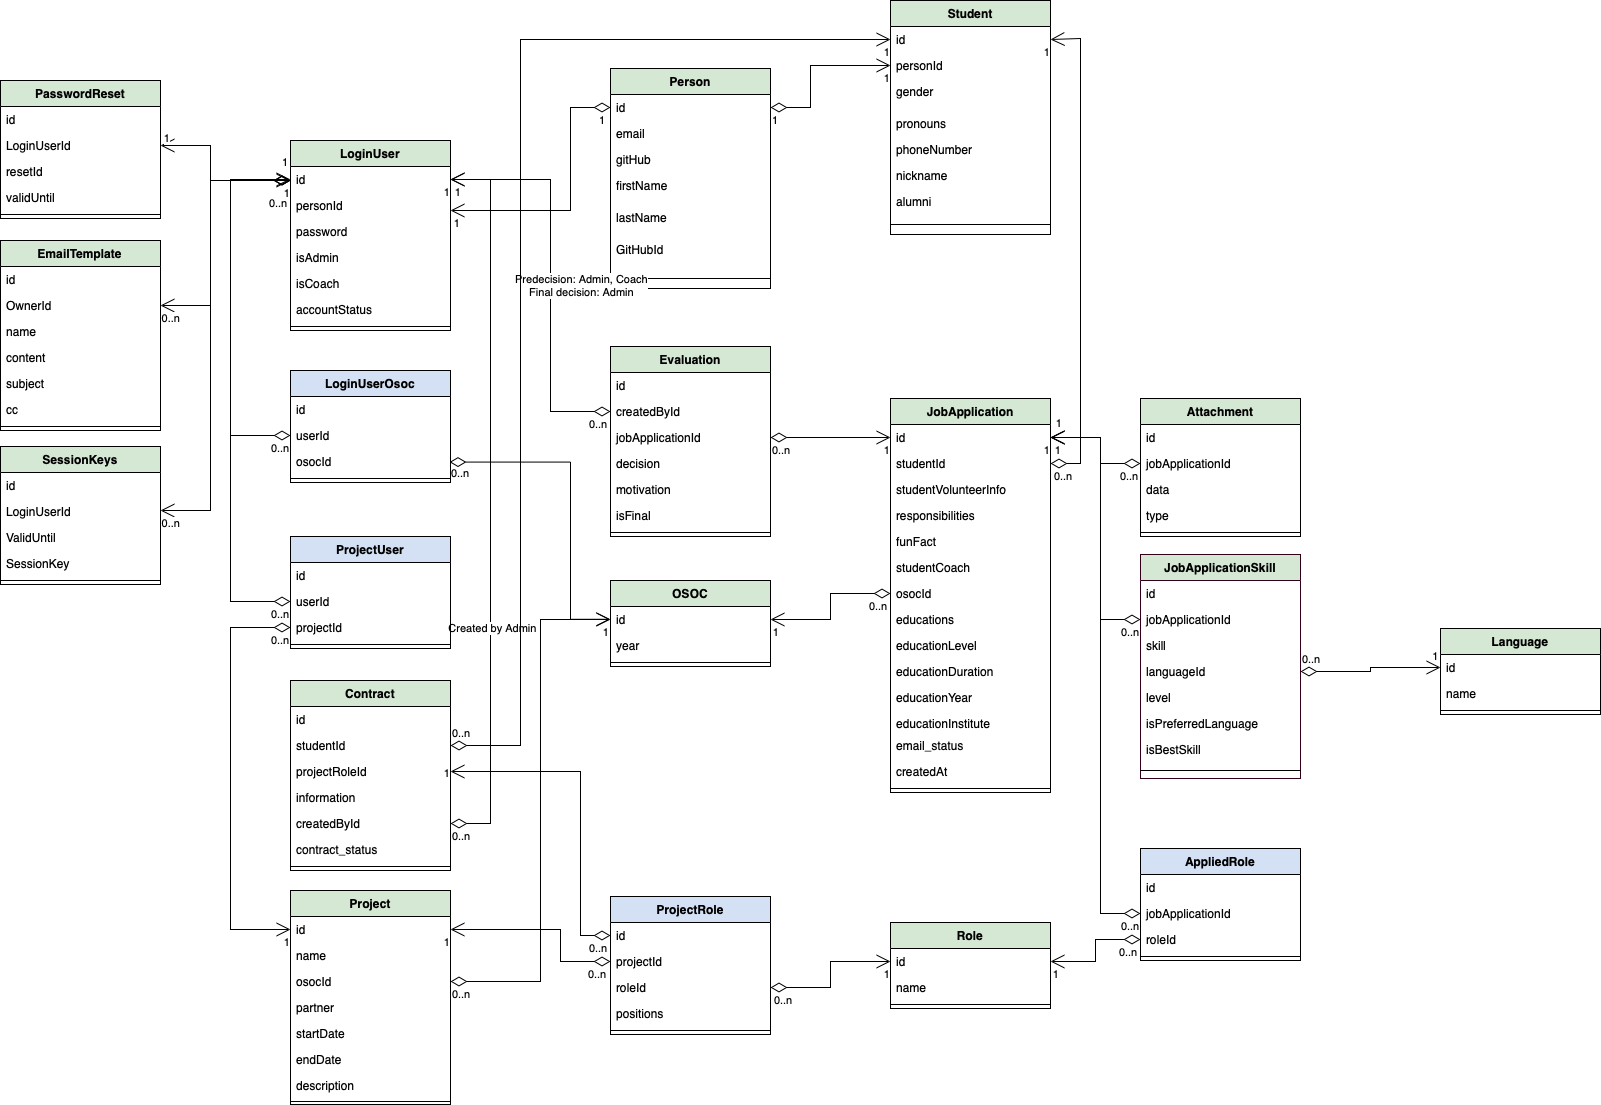 PasswordReset
id
LoginUserId
resetId
validUntil
1
EmailTemplate
id
OwnerId
name
content
subject
cc
0..n
SessionKeys
id
LoginUserId
ValidUntil
SessionKey
0..n
LoginUser
id
personId
password
isAdmin
isCoach
accountStatus
1
1
0..n
1
1
1
LoginUserOsoc
id
userId
osocId
0..n
0..n
ProjectUser
id
userId
projectId
0..n
0..n
Created by Admin
Contract
id
studentId
projectRoleId
information
createdById
contract_status
0..n
1
0..n
Project
id
name
osocId
partner
startDate
endDate
description
1
1
0..n
Person
id
email
gitHub
firstName
lastName
GitHubId
1
1
Predecision: Admin, Coach
Final decision: Admin
Evaluation
id
createdById
jobApplicationId
decision
motivation
isFinal
0..n
0..n
OSOC
id
year
1
1
ProjectRole
id
projectId
roleId
positions
0..n
0..n
0..n
Student
id
personId
gender
pronouns
phoneNumber
nickname
alumni
1
1
1
JobApplication
id
studentId
studentVolunteerInfo
responsibilities
funFact
studentCoach
osocId
educations
educationLevel
educationDuration
educationYear
educationInstitute
email_status
createdAt
1
0..n
1
1
1
0..n
Role
id
name
1
1
Attachment
id
jobApplicationId
data
type
0..n
JobApplicationSkill
id
jobApplicationId
skill
languageId
level
isPreferredLanguage
isBestSkill
0..n
0..n
AppliedRole
id
jobApplicationId
roleId
0..n
0..n
Language
id
name
1